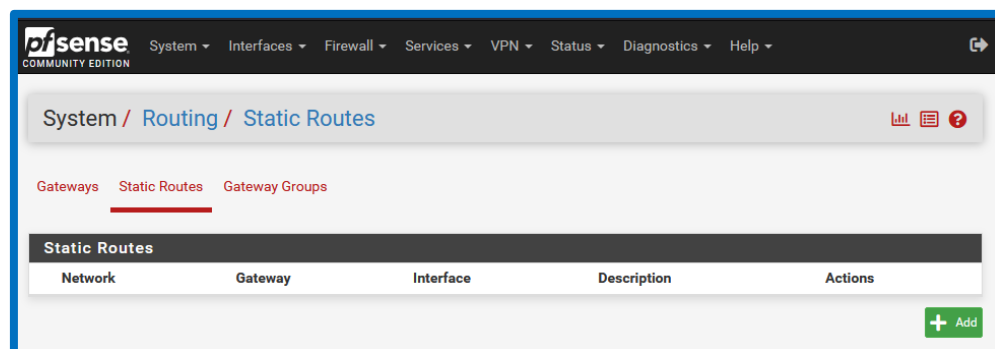 pfsense System Interfaces Firewall Services VPN Status Diagnostics Help
COMMUNITY EDITION
System / Routing / Static Routes
Gateways Static Routes Gateway Groups
Static Routes
Network Gateway Interface Description Actions
+ Add